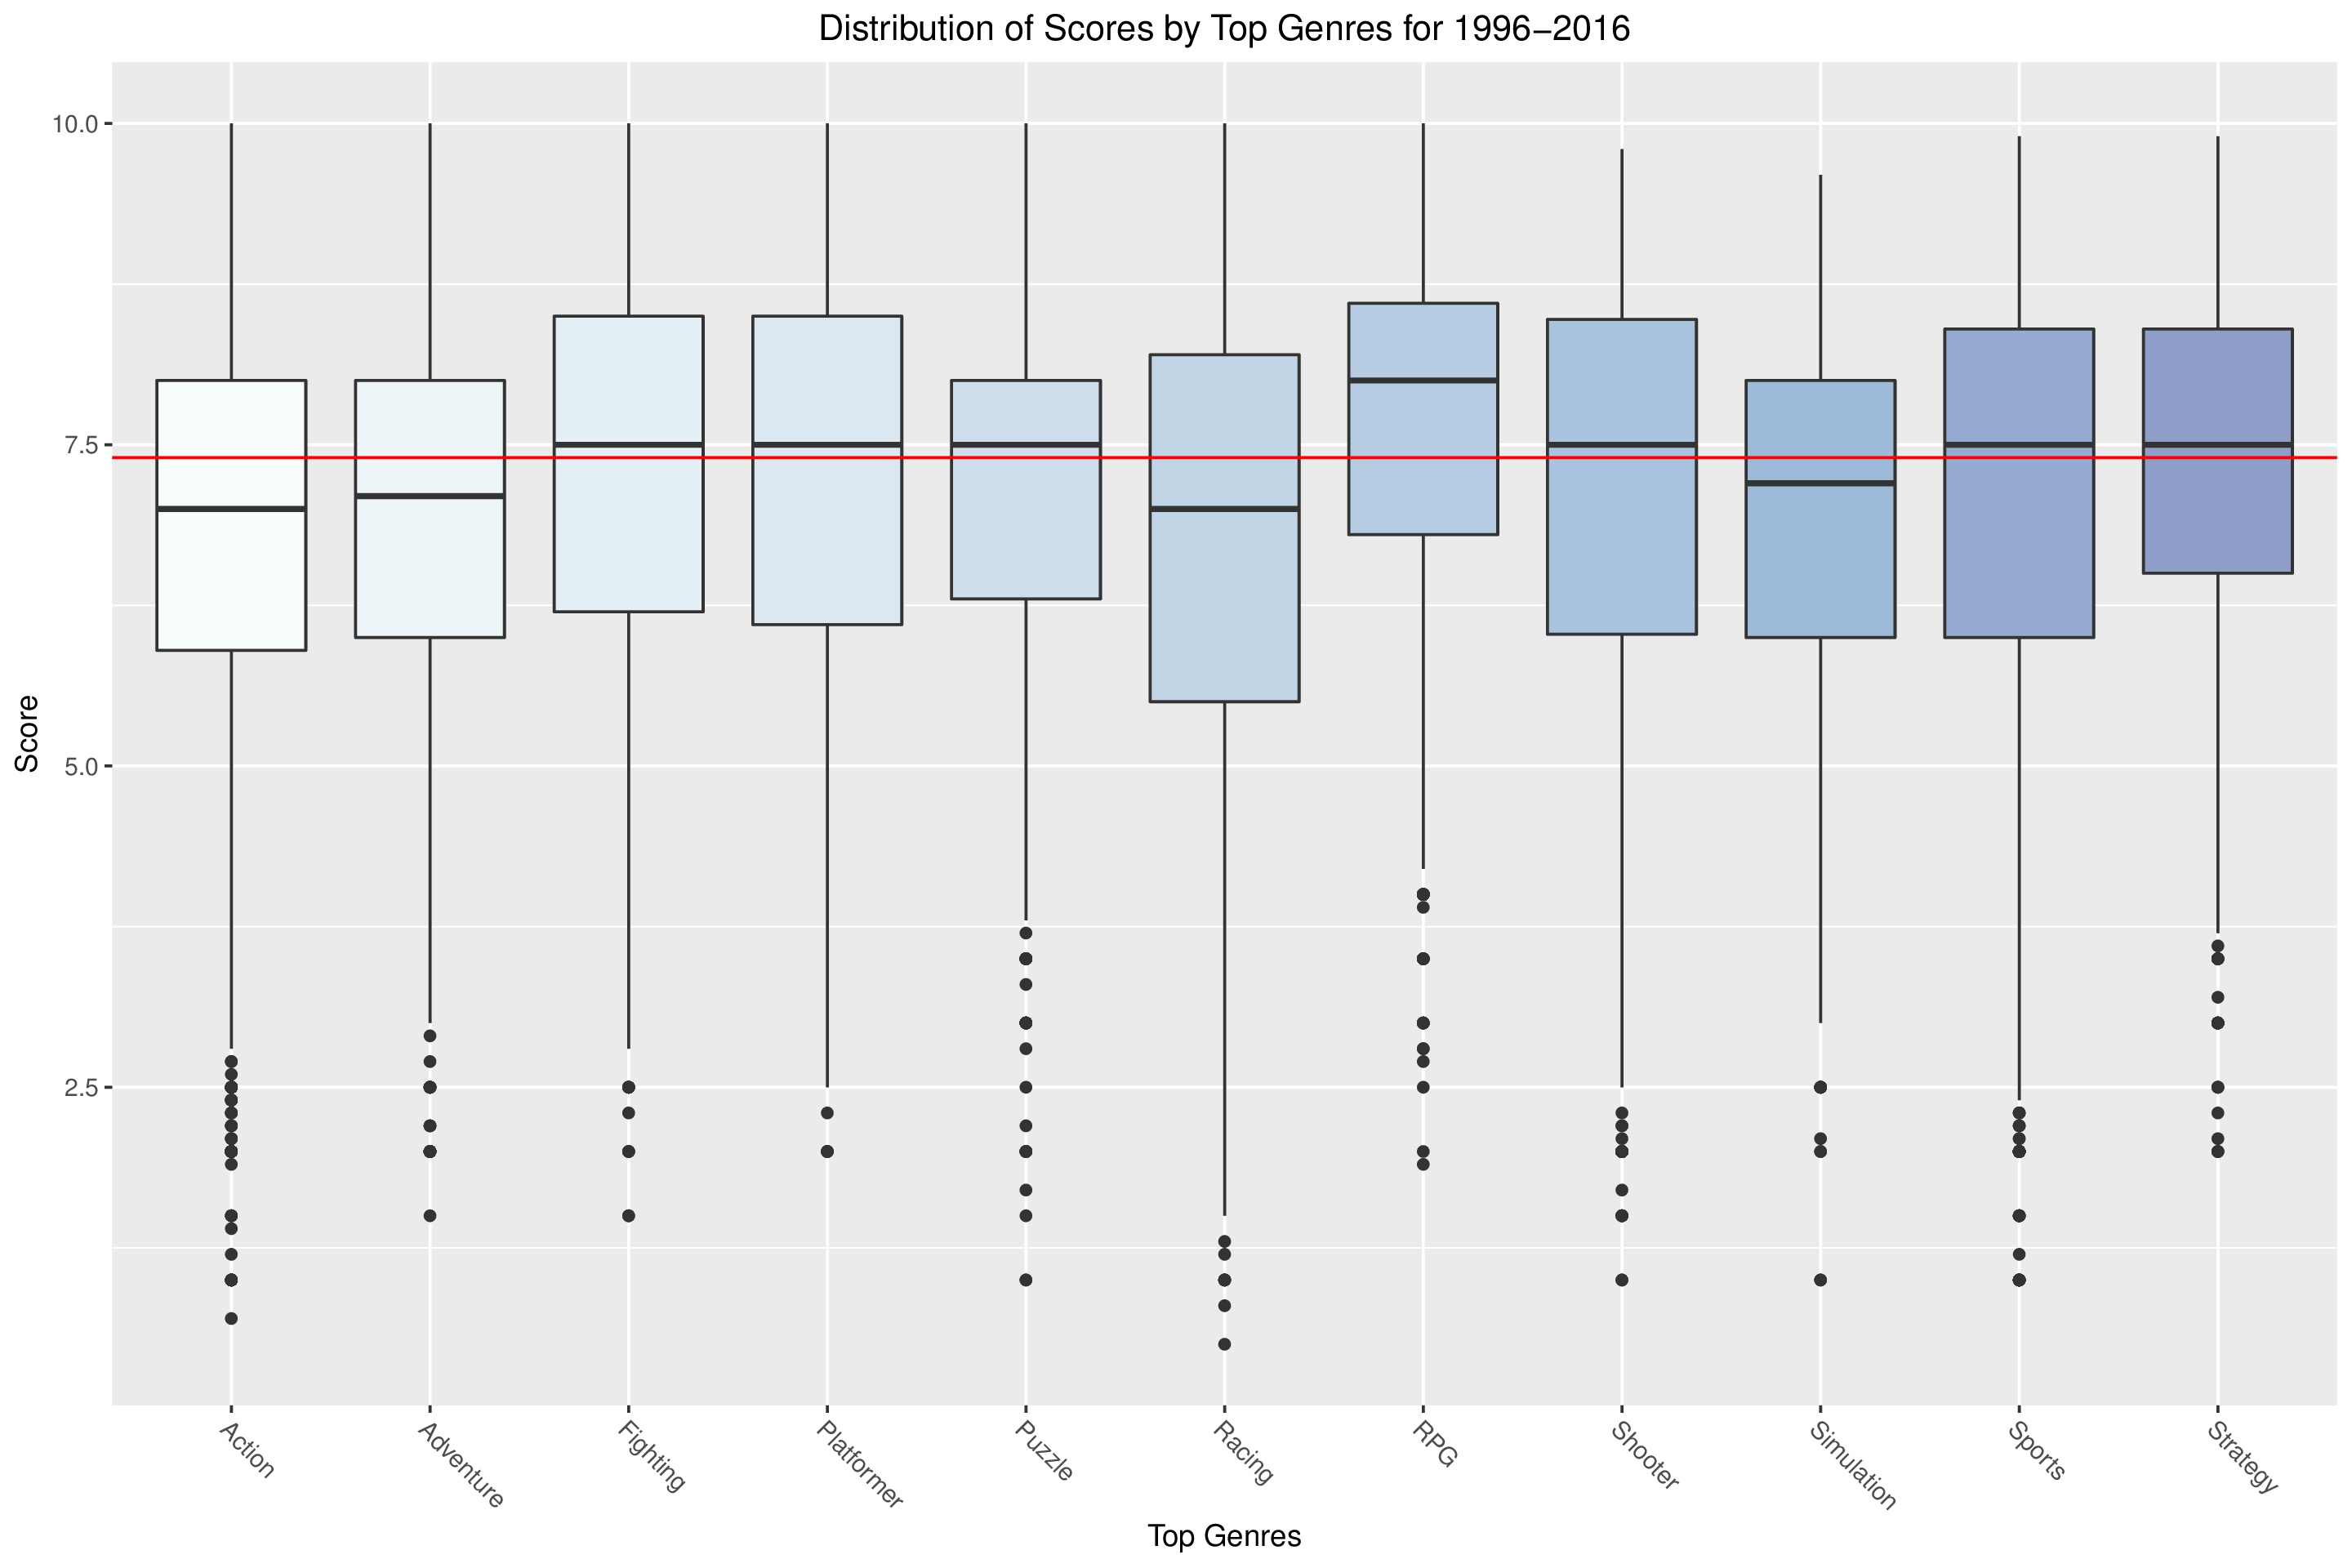 Distribution of Scores by Top Genres for 1996−2016
10.0
7.5
5.0
2.5
Score
Action
Adventure
Fighting
Platformer
Puzzle
Racing
RPG
Shooter
Simulation
Sports
Strategy
Top Genres